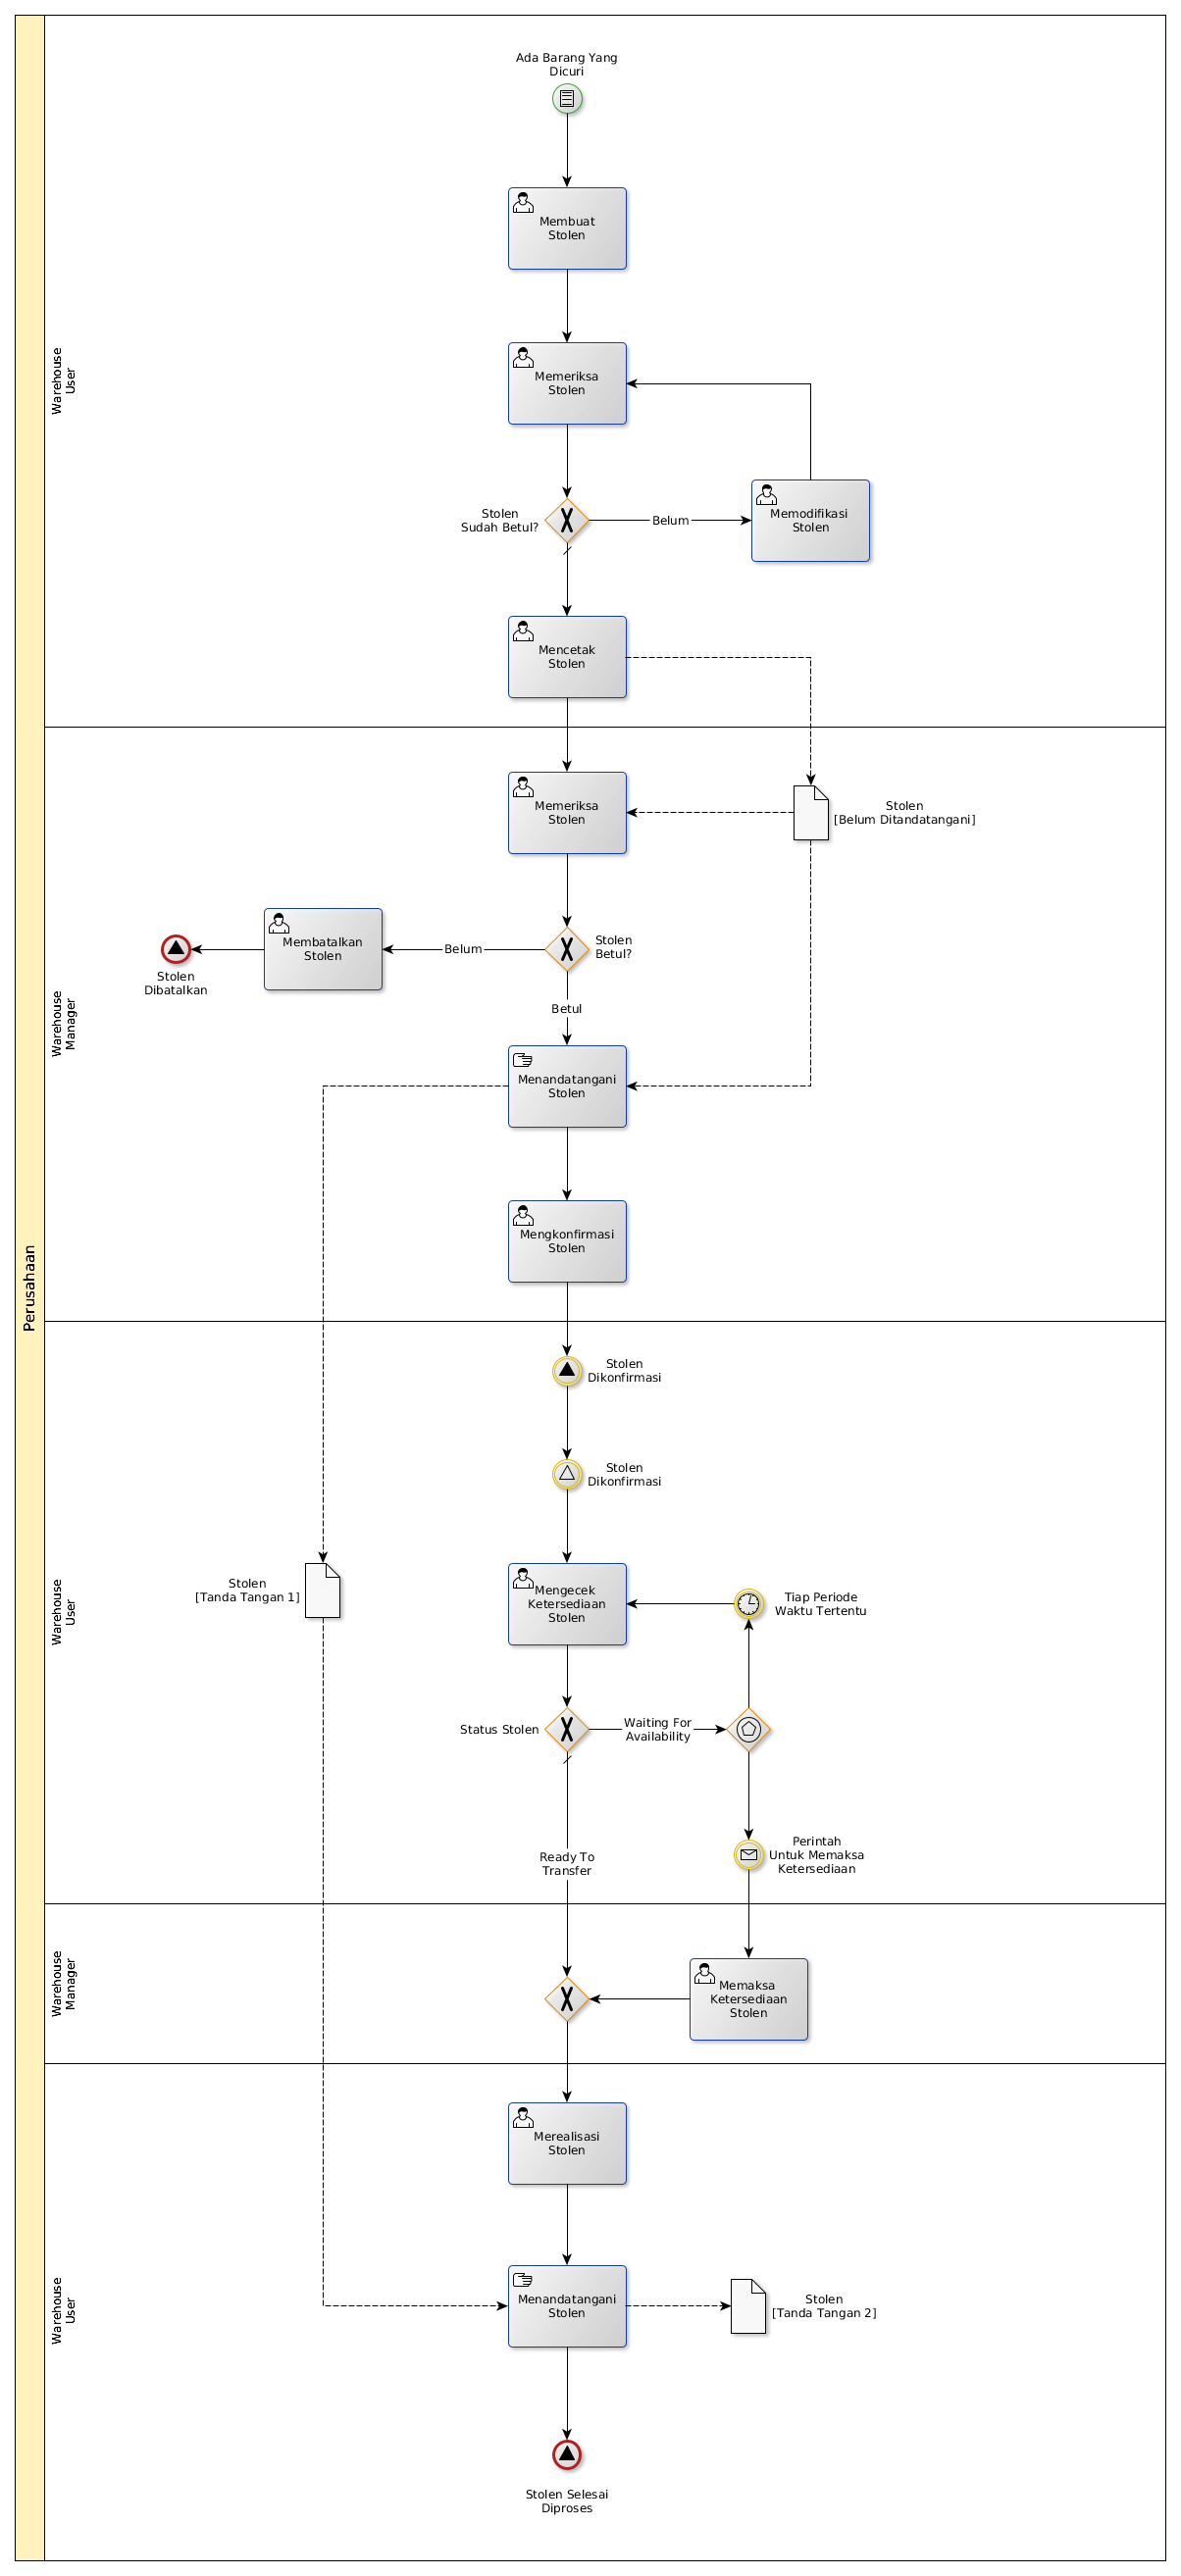 Perusahaan
Warehouse
User
Ada Barang Yang
Dicuri
Membuat
Stolen
Memeriksa
Stolen
Stolen
Sudah Betul?
Belum
Memodifikasi
Stolen
Mencetak
Stolen
Warehouse
Manager
Memeriksa
Stolen
Stolen
[Belum Ditandatangani]
Stolen
Betul?
Belum
Membatalkan
Stolen
Stolen
Dibatalkan
Betul
Menandatangani
Stolen
Mengkonfirmasi
Stolen
Warehouse
User
Stolen
Dikonfirmasi
Stolen
Dikonfirmasi
Stolen
[Tanda Tangan 1]
Mengecek
Ketersediaan
Stolen
Tiap Periode
Waktu Tertentu
Status Stolen
Waiting For
Availability
Perintah
Untuk Memaksa
Ketersediaan
Ready To
Transfer
Warehouse
Manager
Memaksa
Ketersediaan
Stolen
Warehouse
User
Merealisasi
Stolen
Menandatangani
Stolen
Stolen
[Tanda Tangan 2]
Stolen Selesai
Diproses